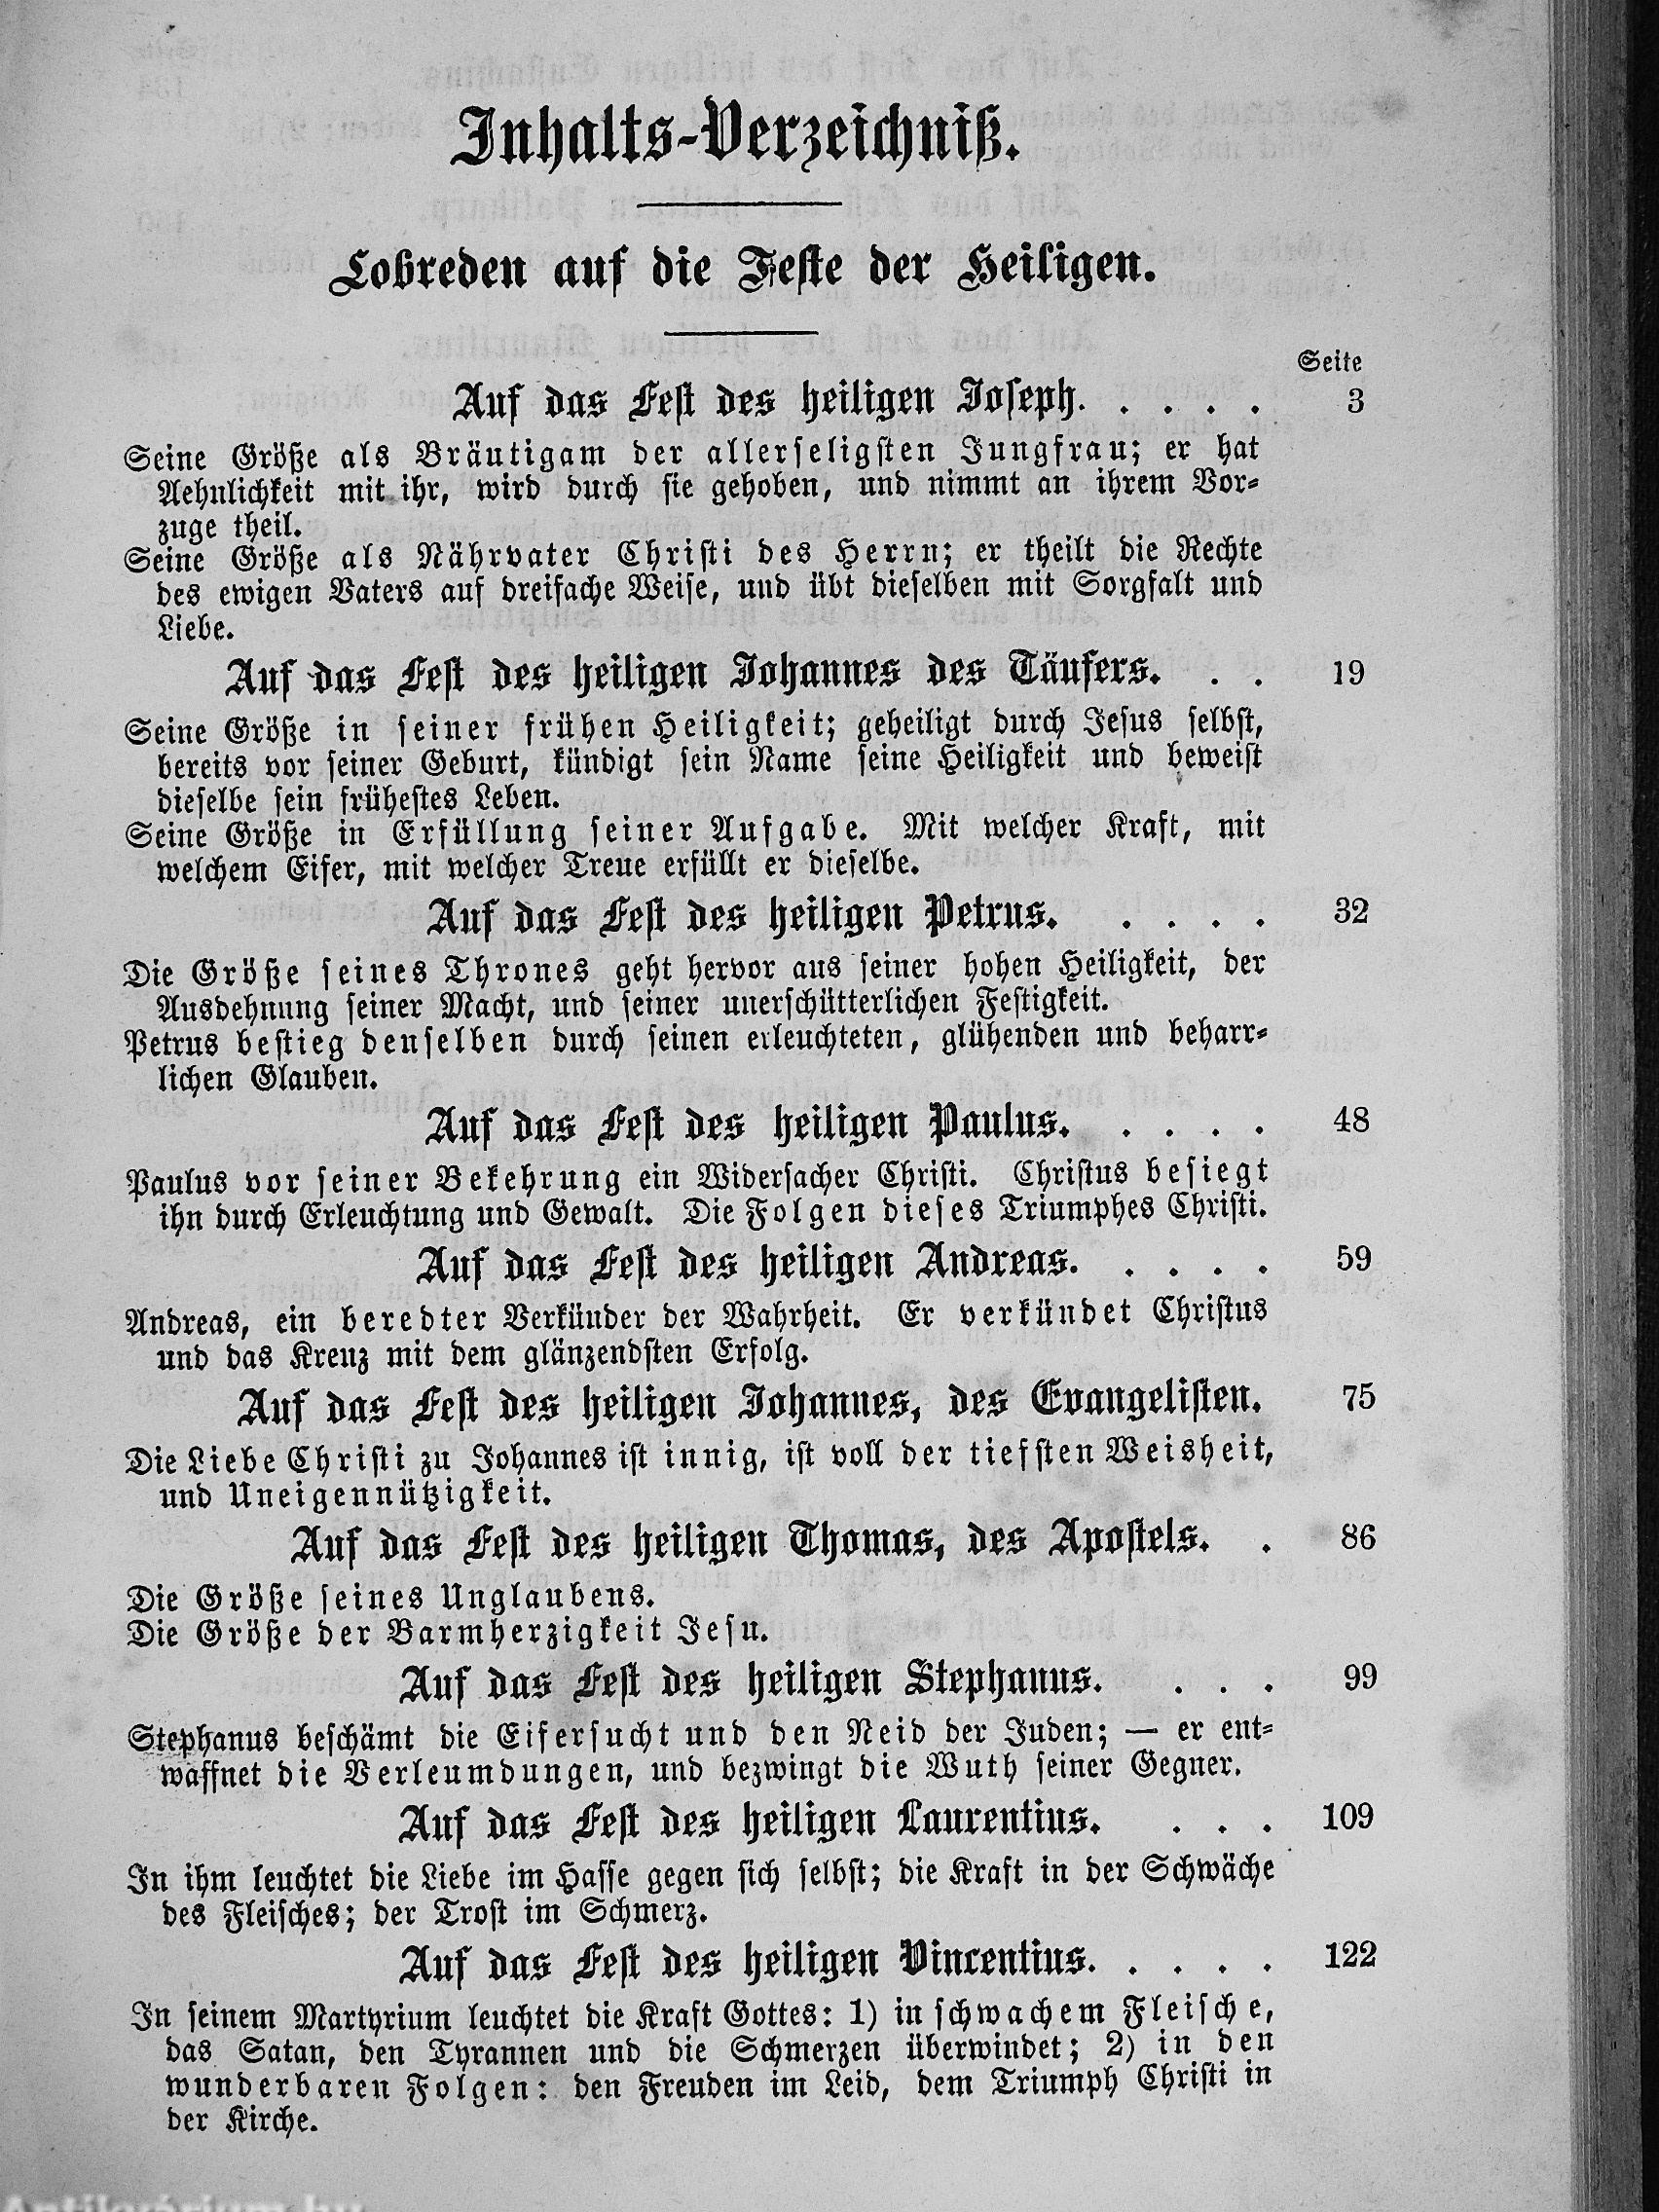 Inhalts-Verzeichniß.
Lobreden auf die Feste der Heiligen.
Seite
Auf das Fest des heiligen Joseph. . . . . 3
Seine Größe als Bräutigam der allerseligsten Jungfrau; er hat
Aehnlichkeit mit ihr, wird durch sie gehoben, und nimmt an ihrem Vor-
zuge theil.
Seine Größe als Nährvater Christi des Herrn; er theilt die Rechte
des ewigen Vaters auf dreifache Weise, und übt dieselben mit Sorgfalt und
Liebe.
Auf das Fest des heiligen Johannes des Täufers. . . 19
Seine Größe in seiner frühen Heiligkeit; geheiligt durch Jesus selbst,
bereits vor seiner Geburt, kündigt sein Name seine Heiligkeit und beweist
dieselbe sein frühestes Leben.
Seine Größe in Erfüllung seiner Aufgabe. Mit welcher Kraft, mit
welchem Eifer, mit welcher Treue erfüllt er dieselbe.
Auf das Fest des heiligen Petrus. . . . . 32
Die Größe seines Thrones geht hervor aus seiner hohen Heiligkeit, der
Ausdehnung seiner Macht, und seiner unerschütterlichen Festigkeit.
Petrus bestieg denselben durch seinen erleuchteten, glühenden und beharr-
lichen Glauben.
Auf das Fest des heiligen Paulus. . . . . 48
Paulus vor seiner Bekehrung ein Widersacher Christi. Christus besiegt
ihn durch Erleuchtung und Gewalt. Die Folgen dieses Triumphes Christi.
Auf das Fest des heiligen Andreas. . . . . 59
Andreas, ein beredter Verkünder der Wahrheit. Er verkündet Christus
und das Kreuz mit dem glänzendsten Erfolg.
Auf das Fest des heiligen Johannes, des Evangelisten. 75
Die Liebe Christi zu Johannes ist innig, ist voll der tiefsten Weisheit,
und Uneigennützigkeit.
Auf das Fest des heiligen Thomas, des Apostels. . 86
Die Größe seines Unglaubens.
Die Größe der Barmherzigkeit Jesu.
Auf das Fest des heiligen Stephanus. . . . 99
Stephanus beschämt die Eifersucht und den Neid der Juden; — er ent-
waffnet die Verleumdungen, und bezwingt die Wuth seiner Gegner.
Auf das Fest des heiligen Laurentius. . . . 109
In ihm leuchtet die Liebe im Hasse gegen sich selbst; die Kraft in der Schwäche
des Fleisches; der Trost im Schmerz.
Auf das Fest des heiligen Vincentius. . . . . 122
In seinem Martyrium leuchtet die Kraft Gottes: 1) in schwachem Fleische,
das Satan, den Tyrannen und die Schmerzen überwindet; 2) in den
wunderbaren Folgen: den Freuden im Leid, dem Triumph Christi in
der Kirche.